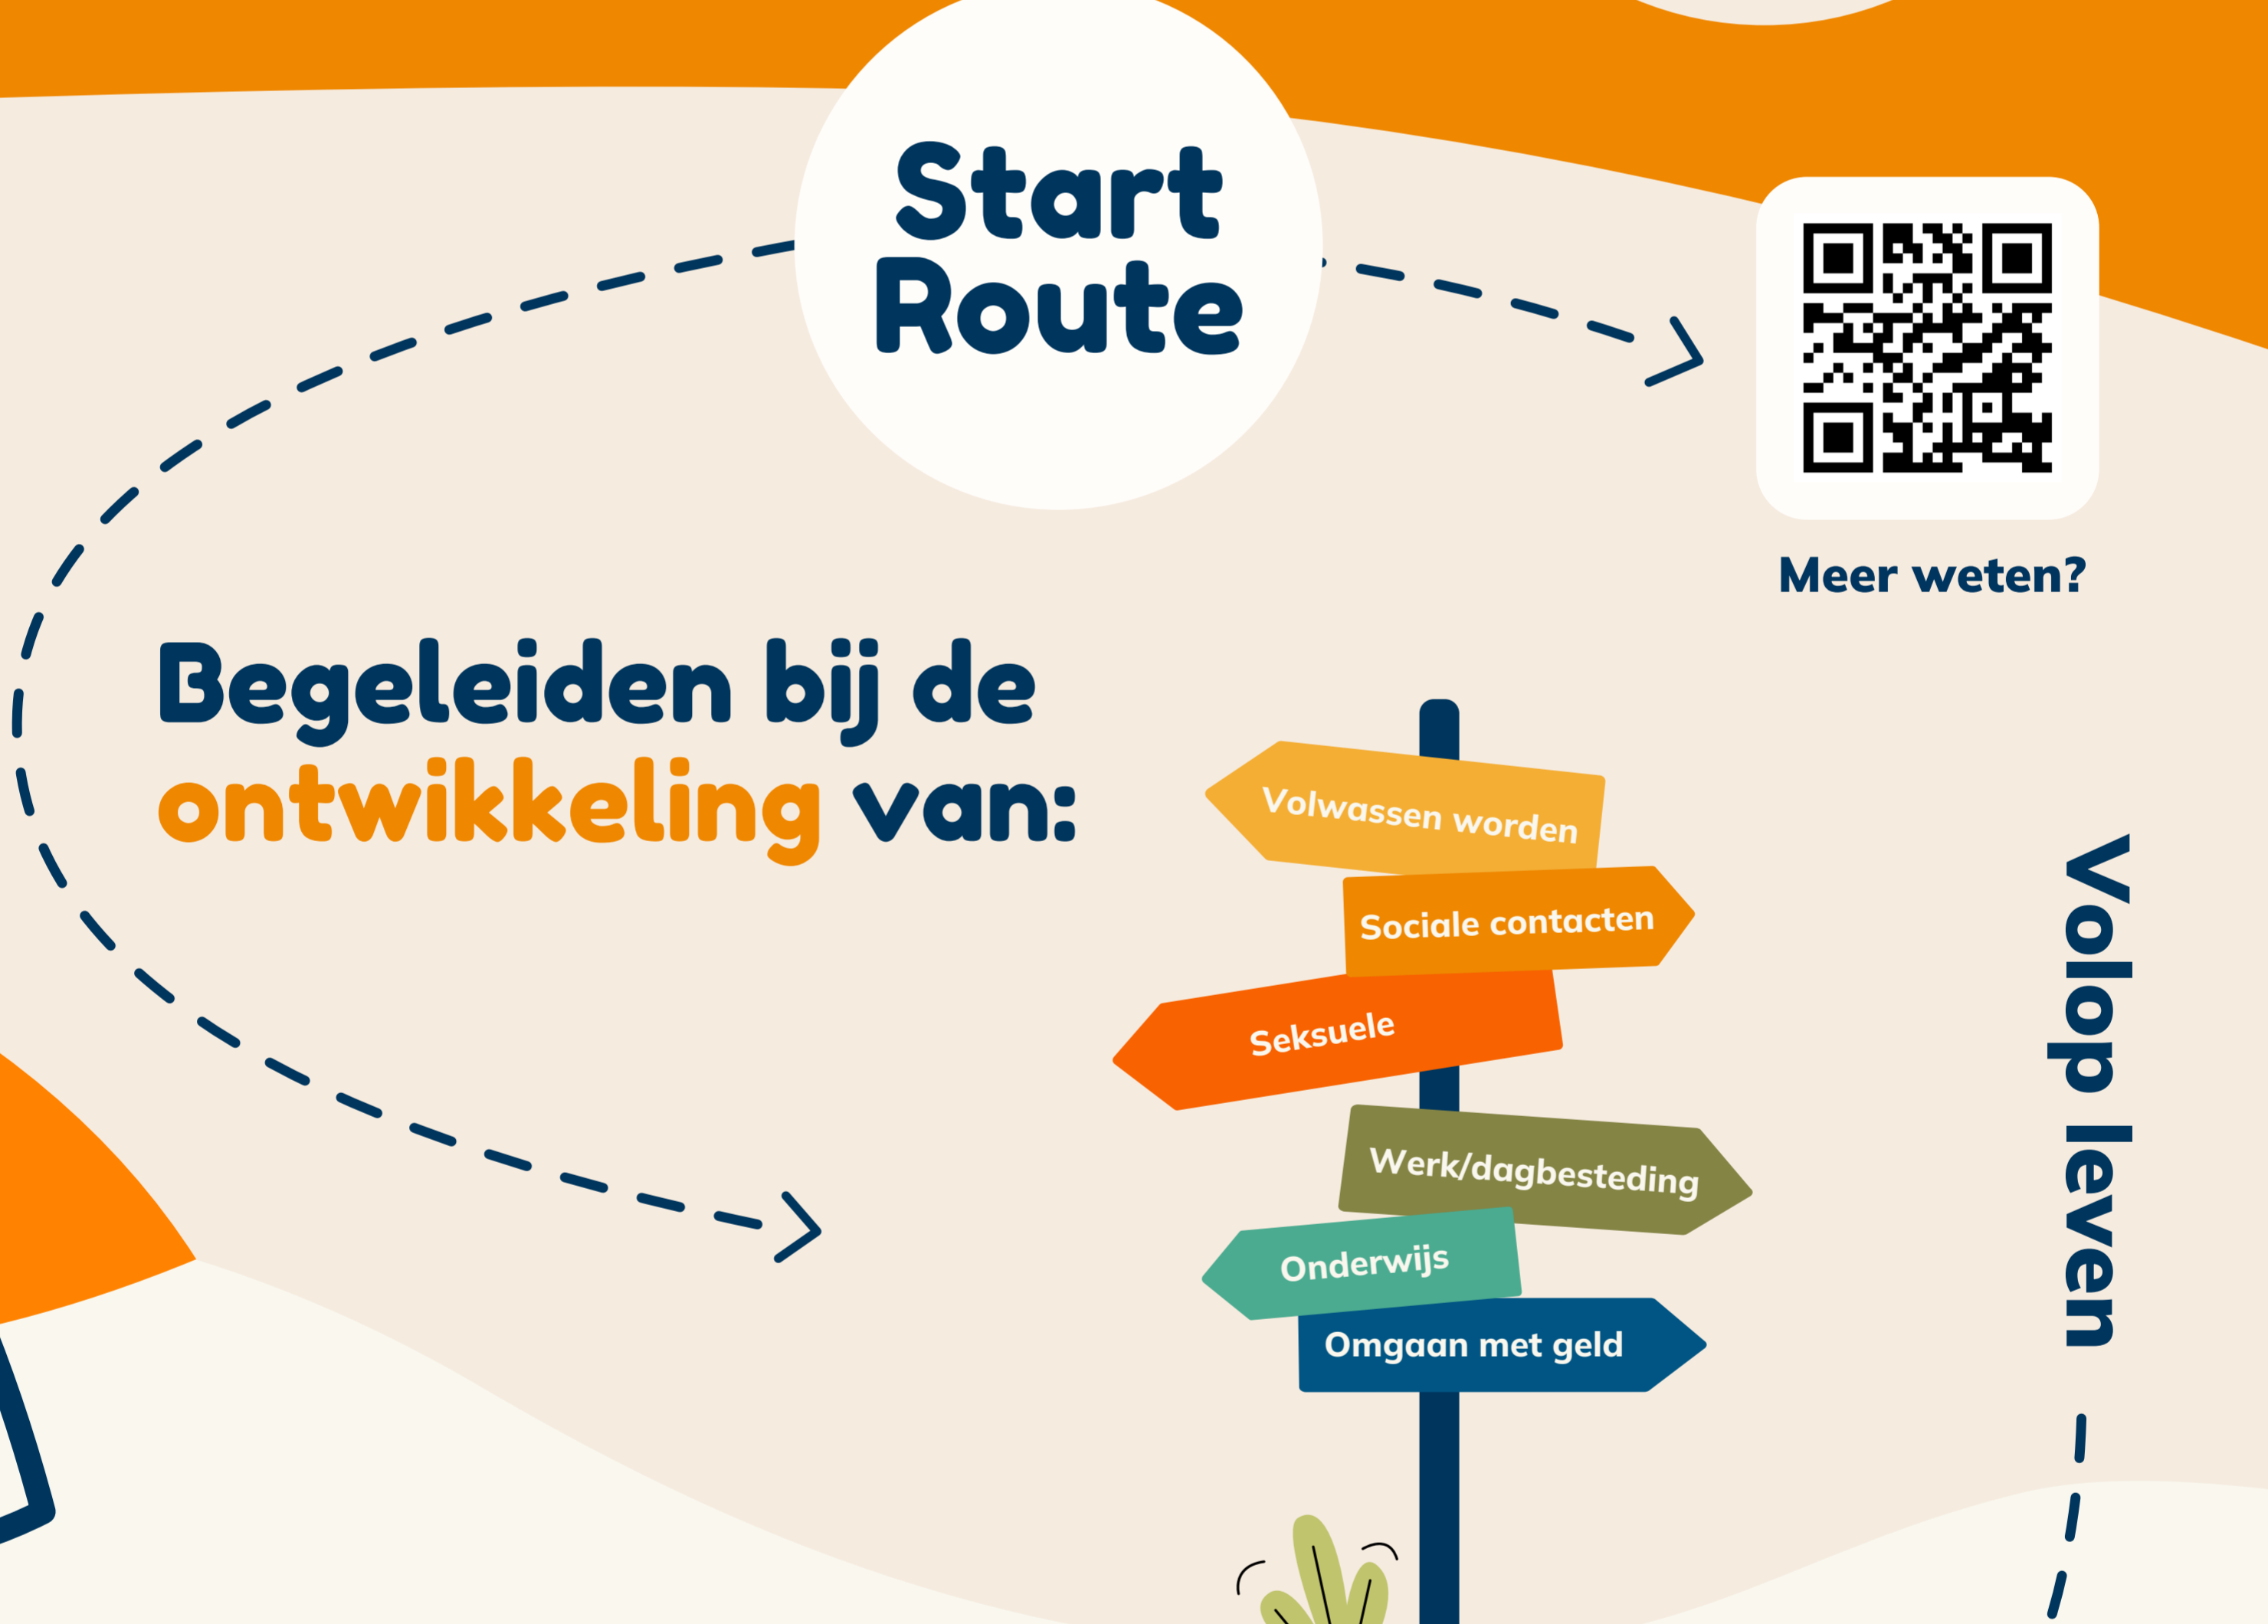 Start
Route
Meer weten?
Begeleiden bij de
ontwikkeling van:
Volwassen worden
Sociale contacten
Seksuele
Werk/dagbesteding
Onderwijs
Omgaan met geld
Volop leven